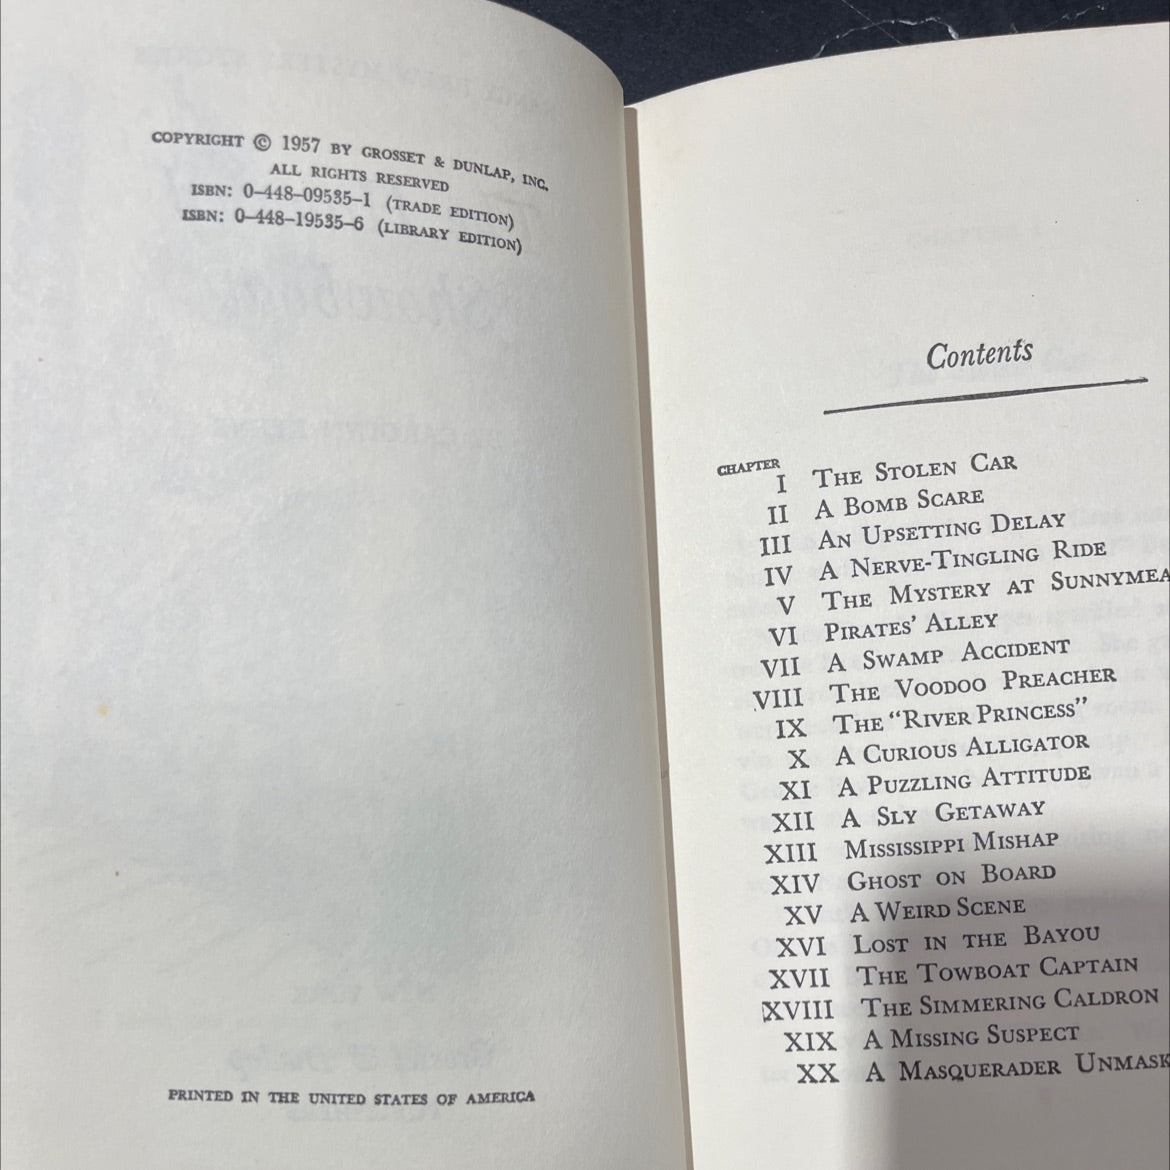 COPYRIGHT © 1957 BY GROSSET & DUNLAP, INC.
ALL RIGHTS RESERVED
ISBN: 0-448-09535-1 (TRADE EDITION)
ISBN: 0-448-19535-6 (LIBRARY EDITION)
PRINTED IN THE UNITED STATES OF AMERICA
Contents
CHAPTER
I THE STOLEN CAR
II A BOMB SCARE
III AN UPSETTING DELAY
IV A NERVE-TINGLING RIDE
V THE MYSTERY AT SUNNYMEA
VI PIRATES' ALLEY
VII A SWAMP ACCIDENT
VIII THE VOODOO PREACHER
IX THE "RIVER PRINCESS"
X A CURIOUS ALLIGATOR
XI A PUZZLING ATTITUDE
XII A SLY GETAWAY
XIII MISSISSIPPI MISHAP
XIV GHOST ON BOARD
XV A WEIRD SCENE
XVI LOST IN THE BAYOU
XVII THE TOWBOAT CAPTAIN
XVIII THE SIMMERING CALDRON
XIX A MISSING SUSPECT
XX A MASQUERADER UNMASK